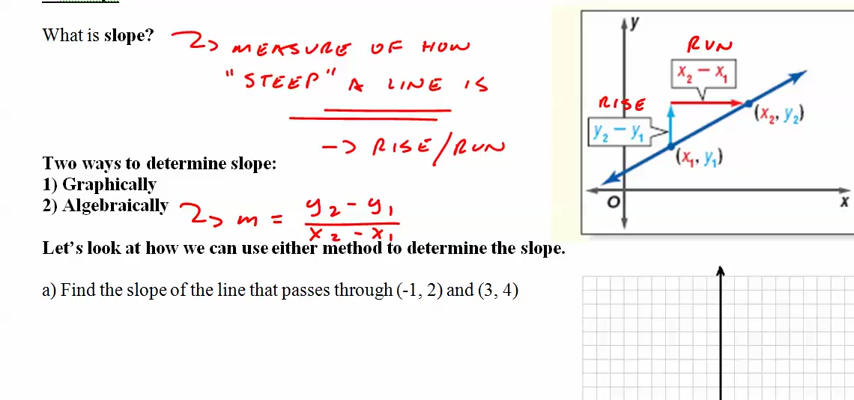 What is slope?
MEASURE OF HOW
"STEEP" A LINE IS
-> RISE/RUN
Two ways to determine slope:
1) Graphically
2) Algebraically
m = y₂ - y₁ / x₂ - x₁
Let's look at how we can use either method to determine the slope.
a) Find the slope of the line that passes through (-1, 2) and (3, 4)
y
RUN
x₂ − x₁
RISE
(x₂, y₂)
y₂ − y₁
(x₁, y₁)
O
x